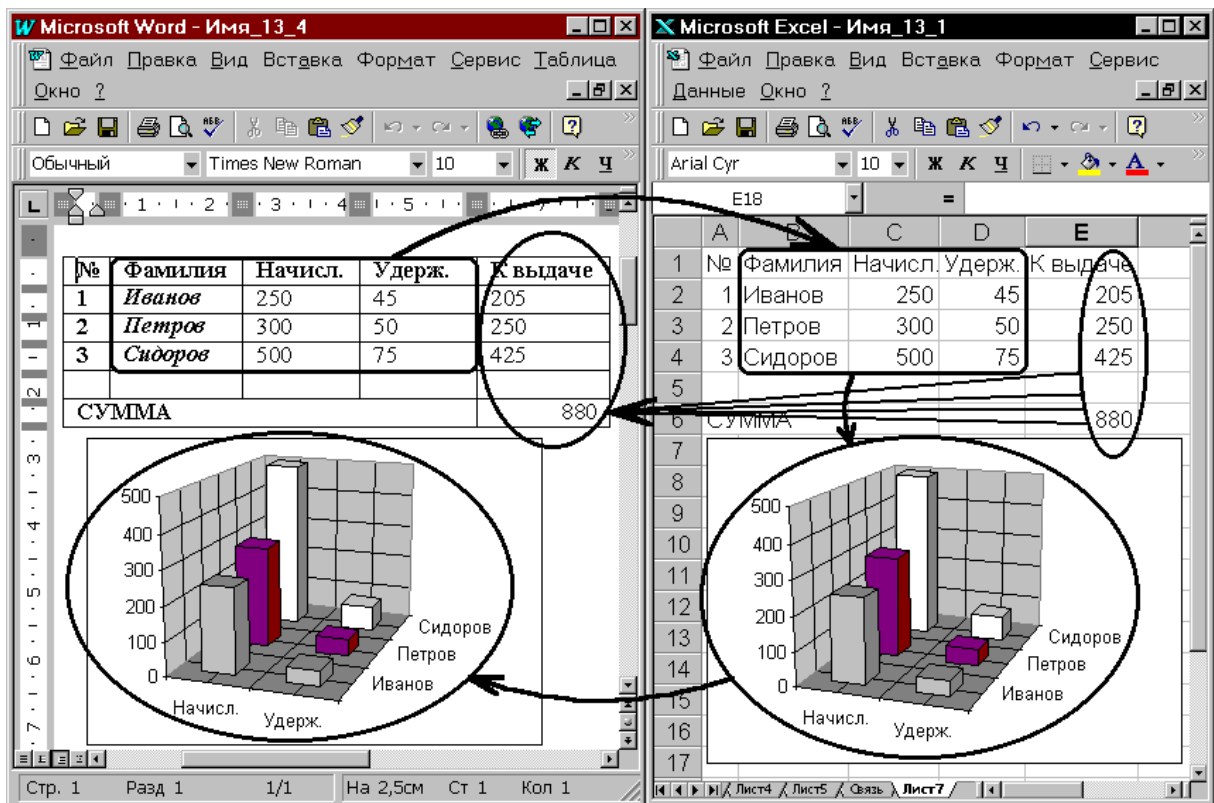 Microsoft Word - Имя_13_4
Файл Правка Вид Вставка Формат Сервис Таблица
Окно ?
Обычный Times New Roman 10 Ж К Ч
1 2 3 4 5
№ Фамилия Начисл. Удерж. К выдаче
1 Иванов 250 45 205
2 Петров 300 50 250
3 Сидоров 500 75 425
СУММА 880
500
400
300
200
100
0
Сидоров
Петров
Иванов
Начисл.
Удерж.
Стр. 1 Разд 1 1/1 На 2,5см Ст 1 Кол 1
Microsoft Excel - Имя_13_1
Файл Правка Вид Вставка Формат Сервис
Данные Окно ?
Arial Cyr 10 Ж К Ч
E18 =
A B C D E
1 № Фамилия Начисл. Удерж. К выдаче
2 1 Иванов 250 45 205
3 2 Петров 300 50 250
4 3 Сидоров 500 75 425
5
6 СУММА 880
7
8
9
10
11
12
13
14
15
16
17
500
400
300
200
100
0
Сидоров
Петров
Иванов
Начисл.
Удерж.
Лист4 Лист5 Связь Лист7